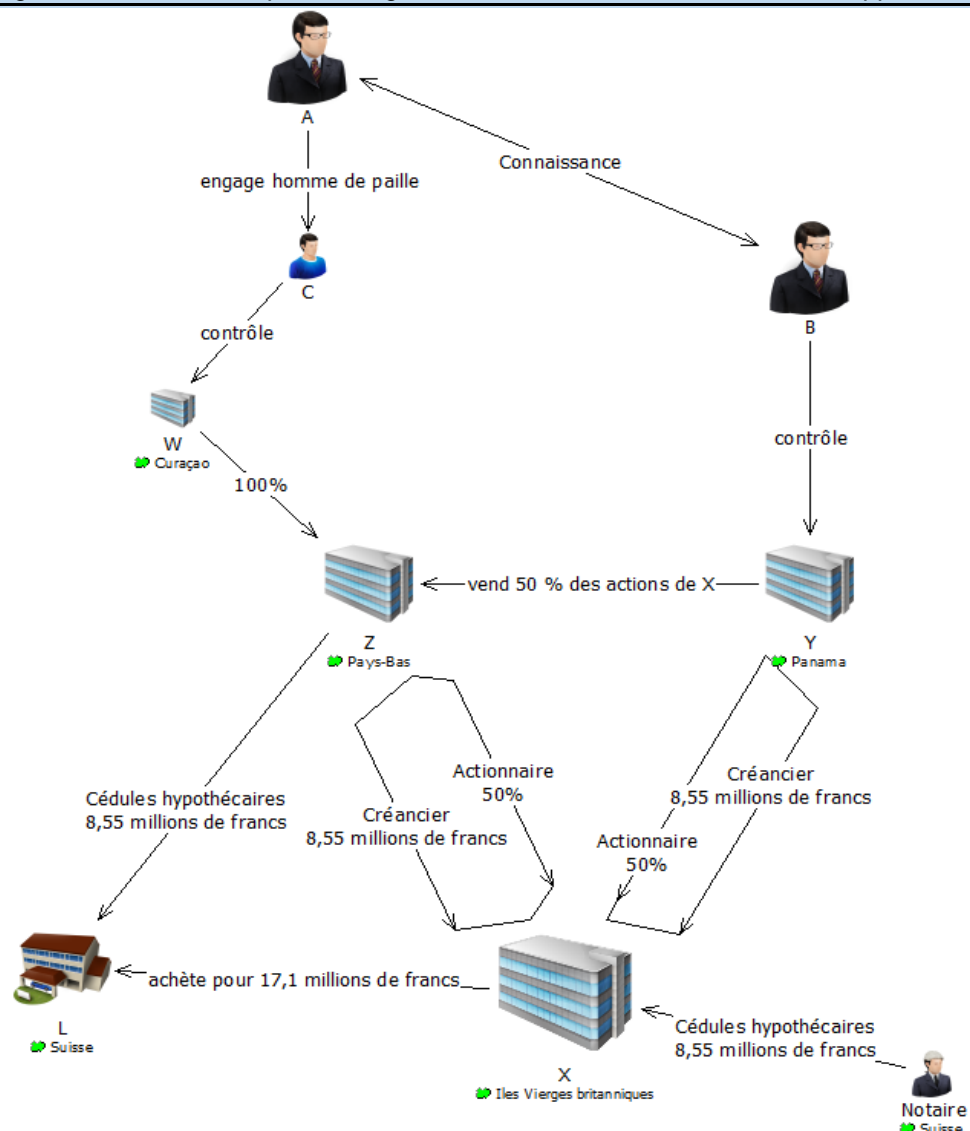 A
Connaissance
engage homme de paille
C
contrôle
B
W
Curaçao
contrôle
100%
vend 50 % des actions de X
Z
Pays-Bas
Y
Panama
Actionnaire
50%
Créancier
8,55 millions de francs
Cédules hypothécaires
8,55 millions de francs
Créancier
8,55 millions de francs
Actionnaire
50%
achète pour 17,1 millions de francs
L
Suisse
Cédules hypothécaires
8,55 millions de francs
X
Iles Vierges britanniques
Notaire
Suisse